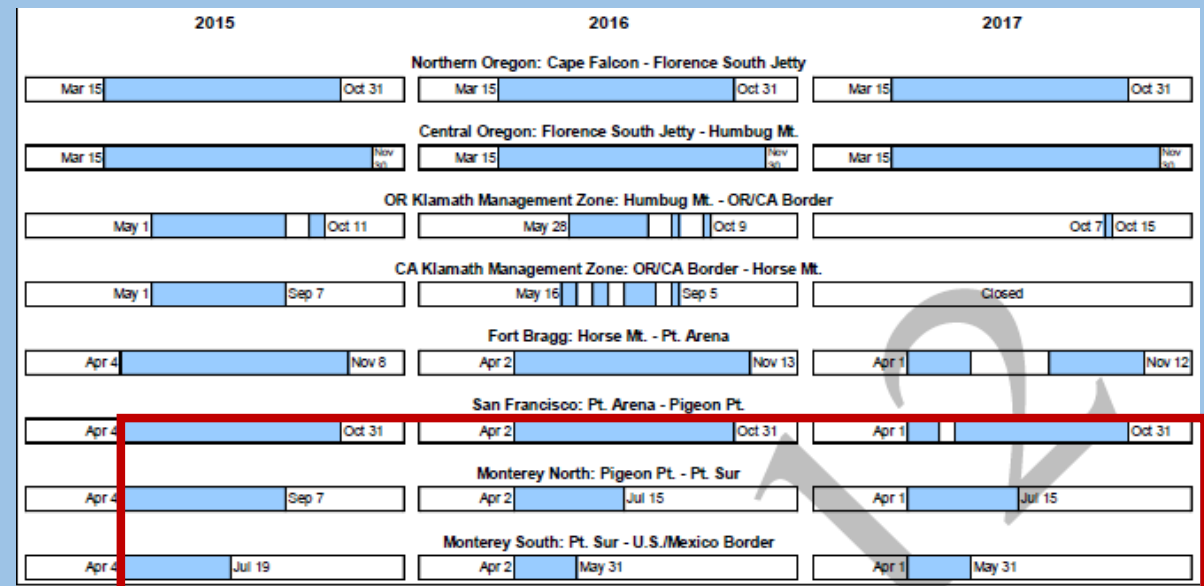 2015 2016 2017
Northern Oregon: Cape Falcon - Florence South Jetty
Mar 15 Oct 31 Mar 15 Oct 31 Mar 15 Oct 31
Central Oregon: Florence South Jetty - Humbug Mt.
Mar 15 Nov 30 Mar 15 Nov 30 Mar 15 Nov 30
OR Klamath Management Zone: Humbug Mt. - OR/CA Border
May 1 Oct 11 May 28 Oct 9 Oct 7 Oct 15
CA Klamath Management Zone: OR/CA Border - Horse Mt.
May 1 Sep 7 May 16 Sep 5 Closed
Fort Bragg: Horse Mt. - Pt. Arena
Apr 4 Nov 8 Apr 2 Nov 13 Apr 1 Nov 12
San Francisco: Pt. Arena - Pigeon Pt.
Apr 4 Oct 31 Apr 2 Oct 31 Apr 1 Oct 31
Monterey North: Pigeon Pt. - Pt. Sur
Apr 4 Sep 7 Apr 2 Jul 15 Apr 1 Jul 15
Monterey South: Pt. Sur - U.S./Mexico Border
Apr 4 Jul 19 Apr 2 May 31 Apr 1 May 31
12